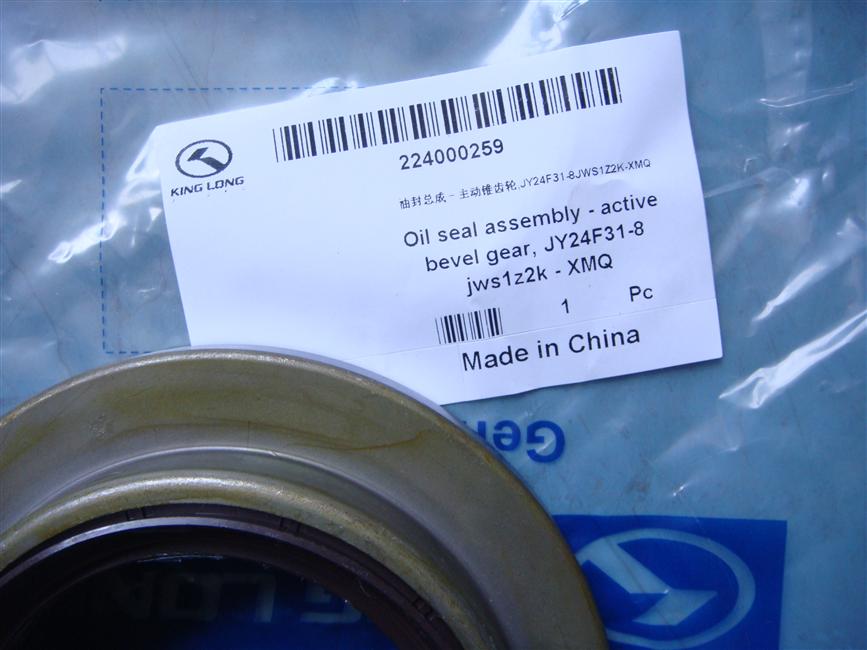 KING LONG
224000259
油封总成-主动锥齿轮,JY24F31-8JWS1Z2K-XMQ
Oil seal assembly - active
bevel gear, JY24F31-8
jws1z2k - XMQ
1 Pc
Made in China
Gen